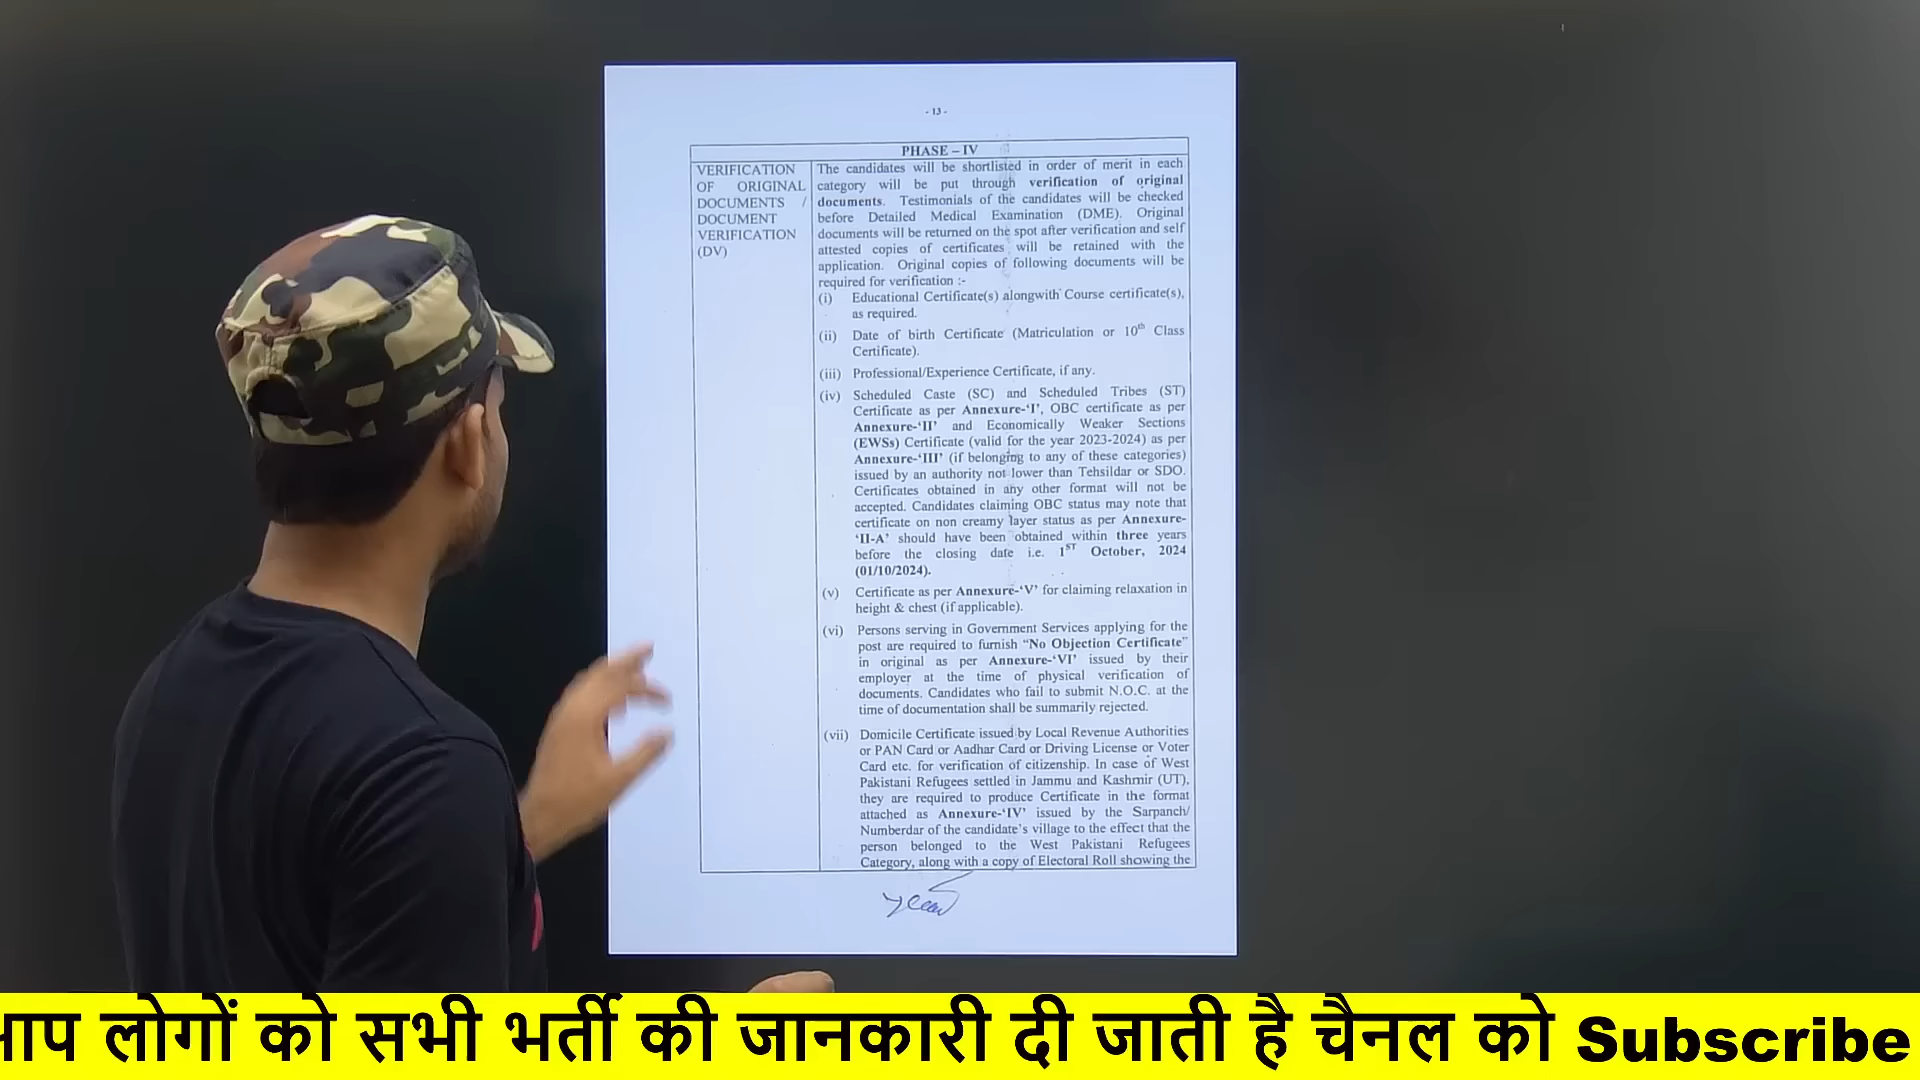 - 13 -
PHASE – IV
VERIFICATION
OF ORIGINAL
DOCUMENTS /
DOCUMENT
VERIFICATION
(DV)
The candidates will be shortlisted in order of merit in each
category will be put through verification of original
documents. Testimonials of the candidates will be checked
before Detailed Medical Examination (DME). Original
documents will be returned on the spot after verification and self
attested copies of certificates will be retained with the
application. Original copies of following documents will be
required for verification :-
(i) Educational Certificate(s) alongwith Course certificate(s),
as required.
(ii) Date of birth Certificate (Matriculation or 10th Class
Certificate).
(iii) Professional/Experience Certificate, if any.
(iv) Scheduled Caste (SC) and Scheduled Tribes (ST)
Certificate as per Annexure-‘I’, OBC certificate as per
Annexure-‘II’ and Economically Weaker Sections
(EWSs) Certificate (valid for the year 2023-2024) as per
Annexure-‘III’ (if belonging to any of these categories)
issued by an authority not lower than Tehsildar or SDO.
Certificates obtained in any other format will not be
accepted. Candidates claiming OBC status may note that
certificate on non creamy layer status as per Annexure-
‘II-A’ should have been obtained within three years
before the closing date i.e. 1ST October, 2024
(01/10/2024).
(v) Certificate as per Annexure-‘V’ for claiming relaxation in
height & chest (if applicable).
(vi) Persons serving in Government Services applying for the
post are required to furnish “No Objection Certificate”
in original as per Annexure-‘VI’ issued by their
employer at the time of physical verification of
documents. Candidates who fail to submit N.O.C. at the
time of documentation shall be summarily rejected.
(vii) Domicile Certificate issued by Local Revenue Authorities
or PAN Card or Aadhar Card or Driving License or Voter
Card etc. for verification of citizenship. In case of West
Pakistani Refugees settled in Jammu and Kashmir (UT),
they are required to produce Certificate in the format
attached as Annexure-‘IV’ issued by the Sarpanch/
Numberdar of the candidate’s village to the effect that the
person belonged to the West Pakistani Refugees
Category, along with a copy of Electoral Roll showing the
आप लोगों को सभी भर्ती की जानकारी दी जाती है चैनल को Subscribe